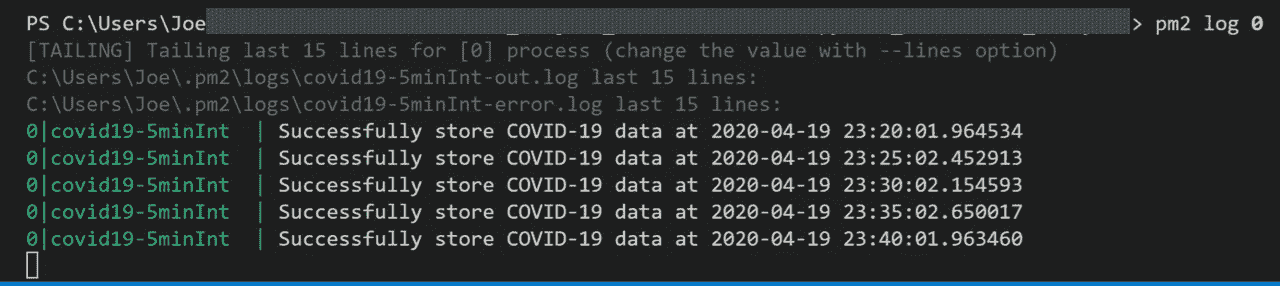 PS C:\Users\Joe > pm2 log 0
[TAILING] Tailing last 15 lines for [0] process (change the value with --lines option)
C:\Users\Joe\.pm2\logs\covid19-5minInt-out.log last 15 lines:
C:\Users\Joe\.pm2\logs\covid19-5minInt-error.log last 15 lines:
0|covid19-5minInt  | Successfully store COVID-19 data at 2020-04-19 23:20:01.964534
0|covid19-5minInt  | Successfully store COVID-19 data at 2020-04-19 23:25:02.452913
0|covid19-5minInt  | Successfully store COVID-19 data at 2020-04-19 23:30:02.154593
0|covid19-5minInt  | Successfully store COVID-19 data at 2020-04-19 23:35:02.650017
0|covid19-5minInt  | Successfully store COVID-19 data at 2020-04-19 23:40:01.963460